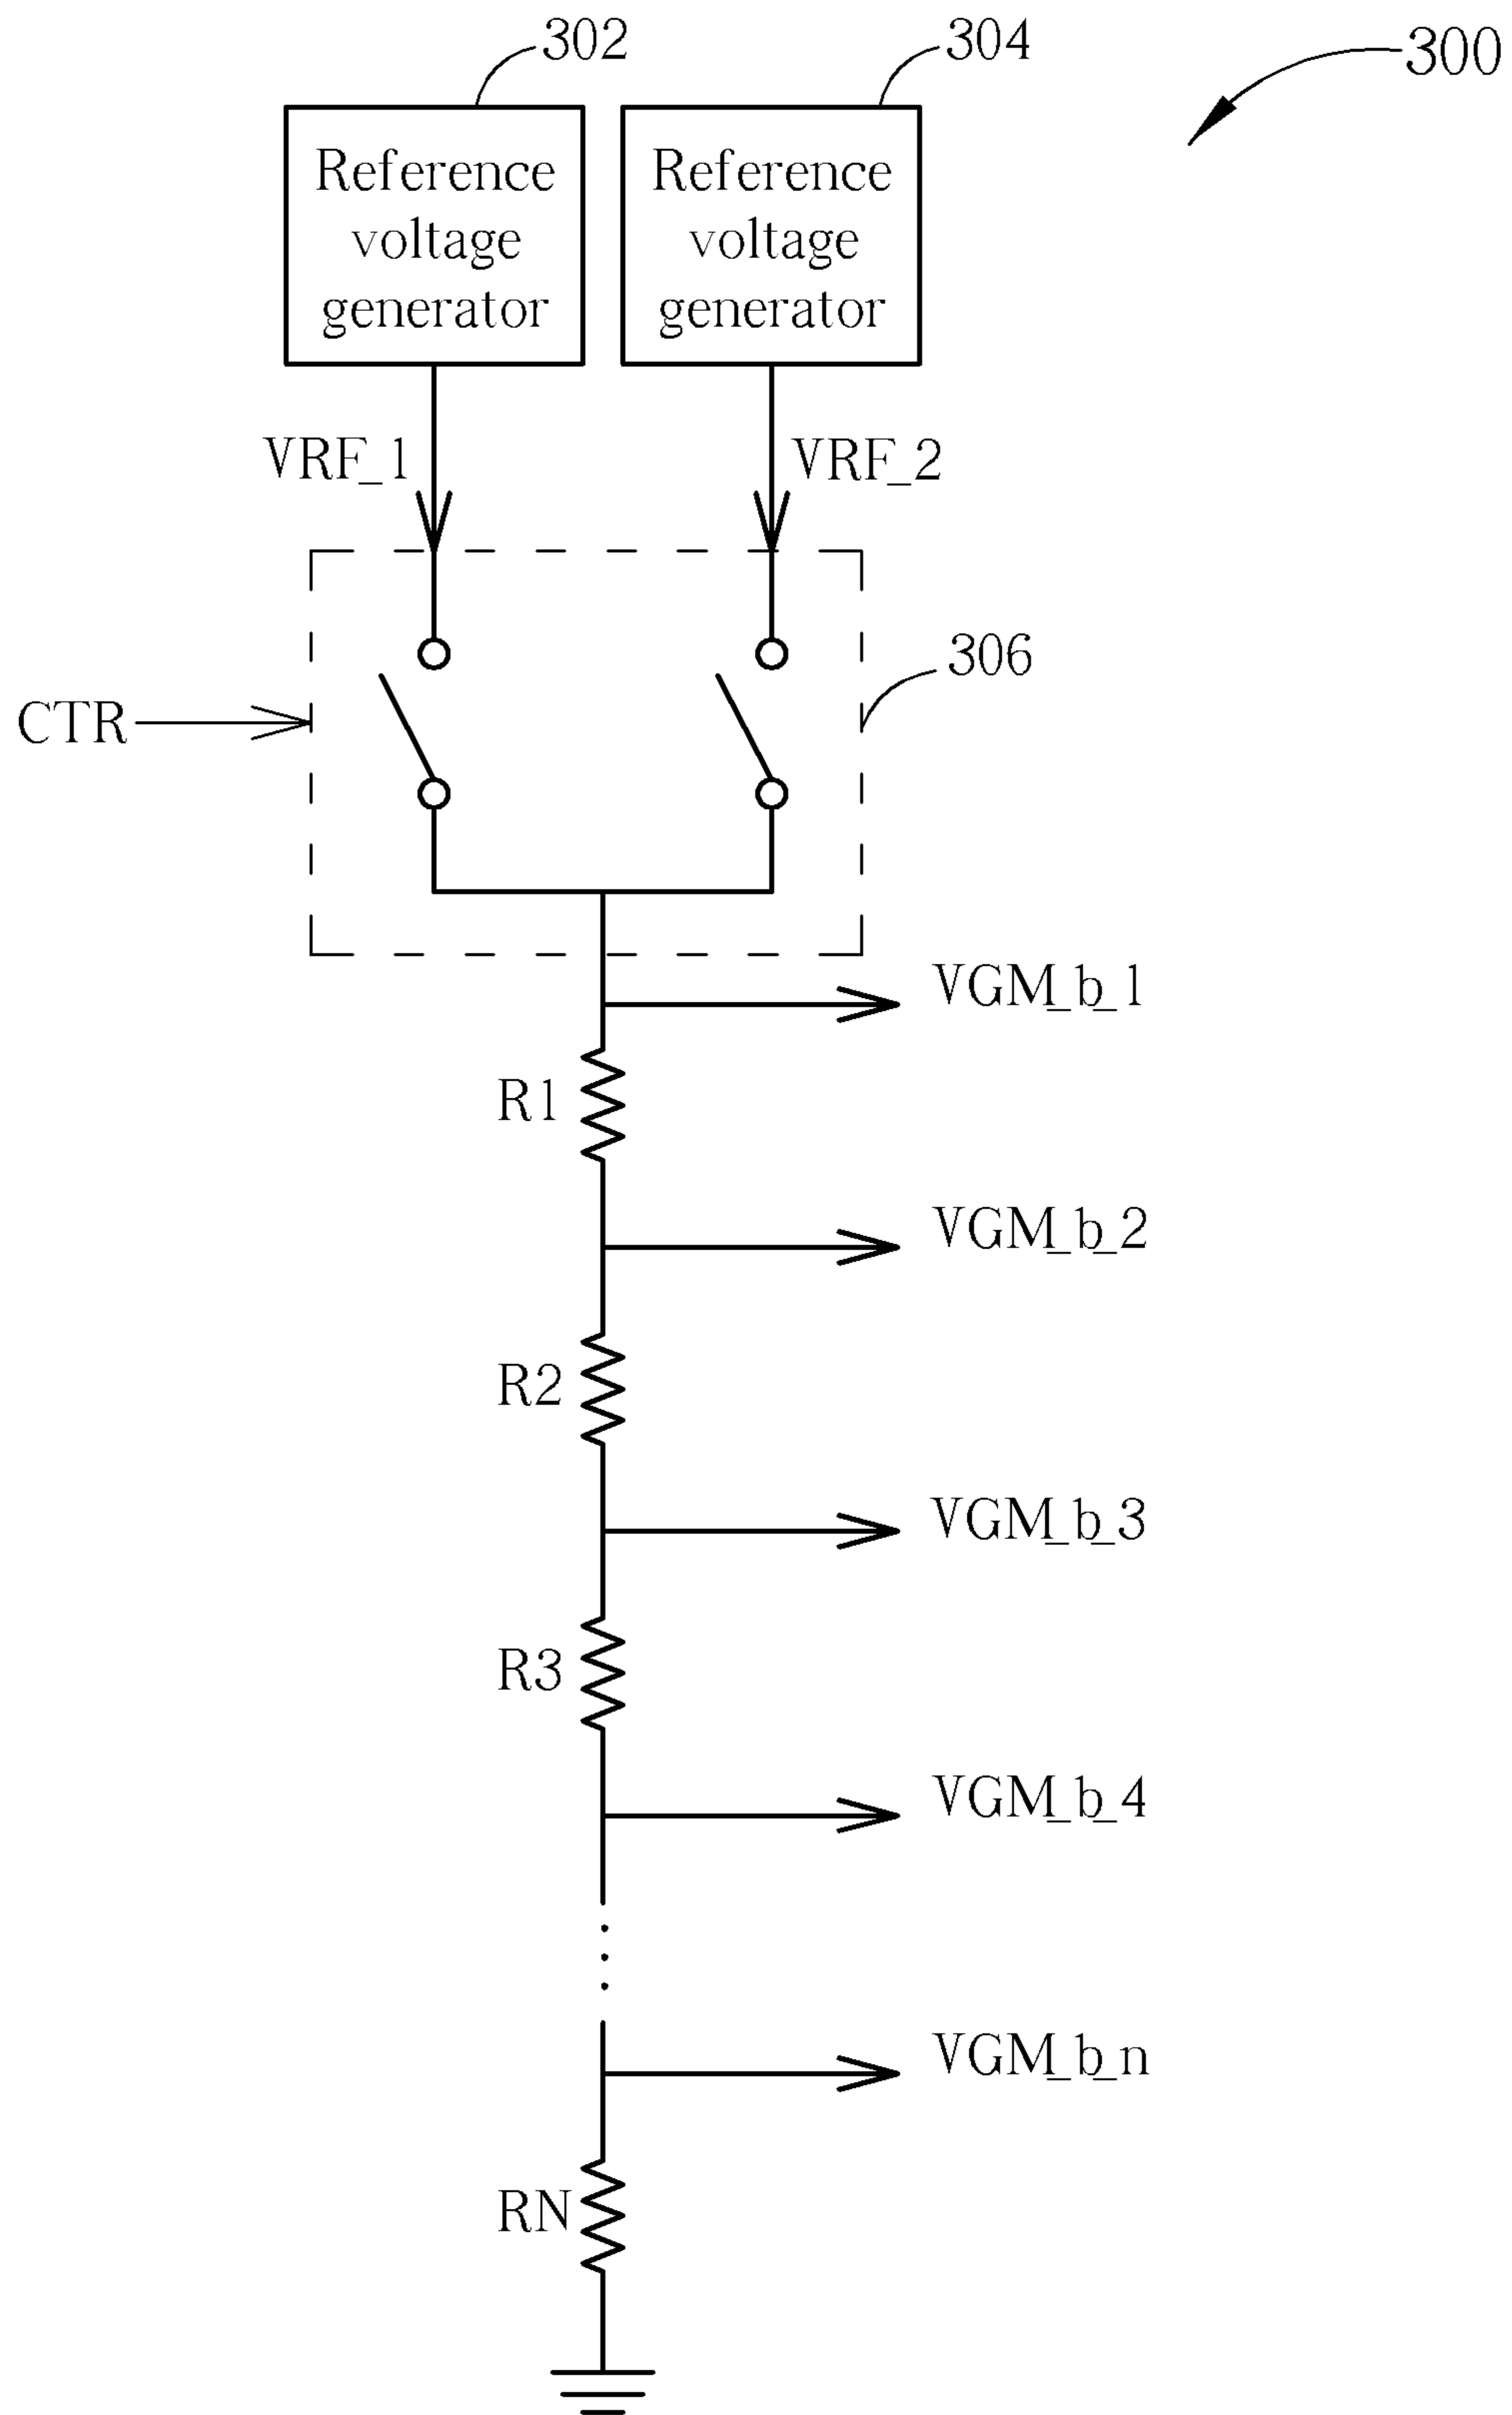 302
304
300
Reference
voltage
generator
Reference
voltage
generator
VRF_1
VRF_2
306
CTR
VGM_b_1
R1
VGM_b_2
R2
VGM_b_3
R3
VGM_b_4
VGM_b_n
RN